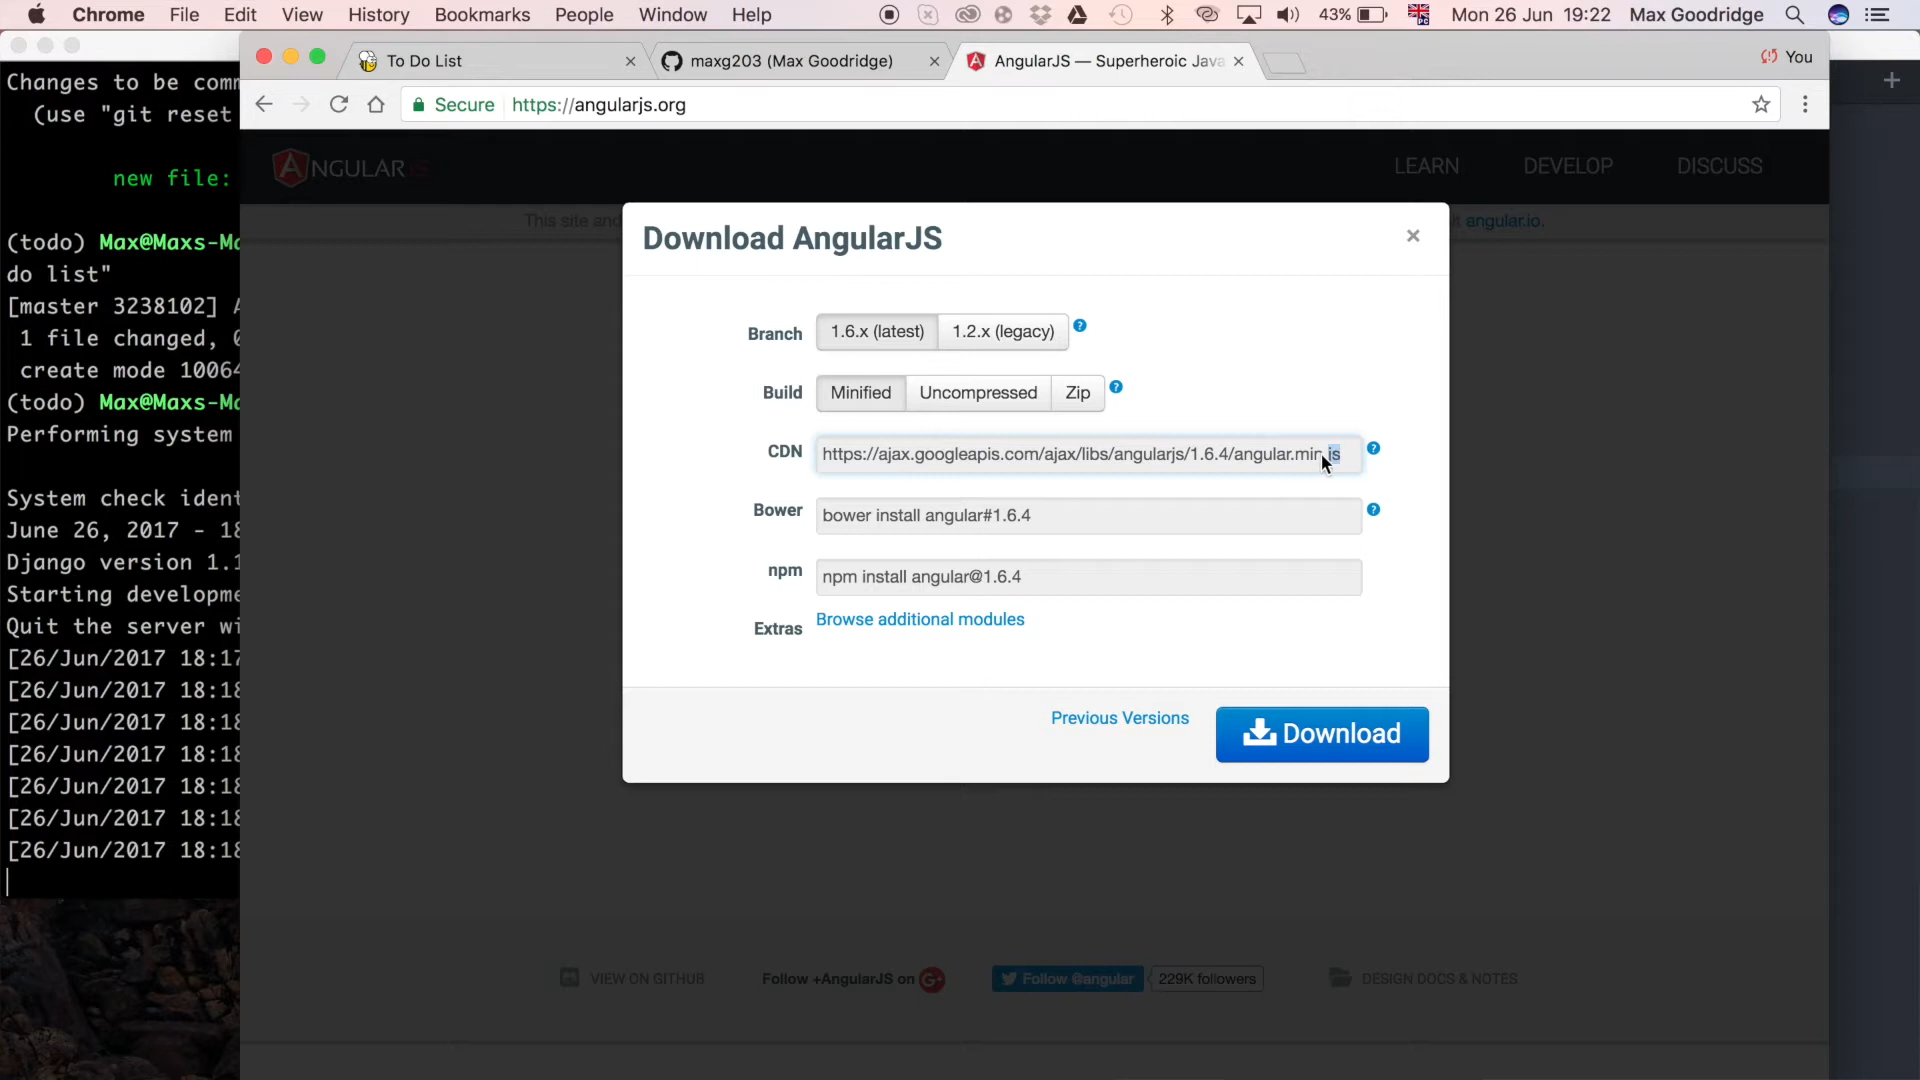 Chrome File Edit View History Bookmarks People Window Help 43% Mon 26 Jun 19:22 Max Goodridge
To Do List
maxg203 (Max Goodridge)
AngularJS — Superheroic Java
You
Secure https://angularjs.org
LEARN DEVELOP DISCUSS
This site and
angular.io.
Download AngularJS
Branch 1.6.x (latest) 1.2.x (legacy)
Build Minified Uncompressed Zip
CDN https://ajax.googleapis.com/ajax/libs/angularjs/1.6.4/angular.min.js
Bower bower install angular#1.6.4
npm npm install angular@1.6.4
Extras Browse additional modules
Previous Versions Download
VIEW ON GITHUB Follow +AngularJS on Follow @angular 229K followers DESIGN DOCS & NOTES
Changes to be comm
(use "git reset
new file:
(todo) Max@Maxs-Ma
do list"
[master 3238102] A
1 file changed, 0
create mode 10064
(todo) Max@Maxs-Ma
Performing system
System check ident
June 26, 2017 - 18
Django version 1.1
Starting developme
Quit the server wi
[26/Jun/2017 18:17
[26/Jun/2017 18:18
[26/Jun/2017 18:18
[26/Jun/2017 18:18
[26/Jun/2017 18:18
[26/Jun/2017 18:18
[26/Jun/2017 18:18